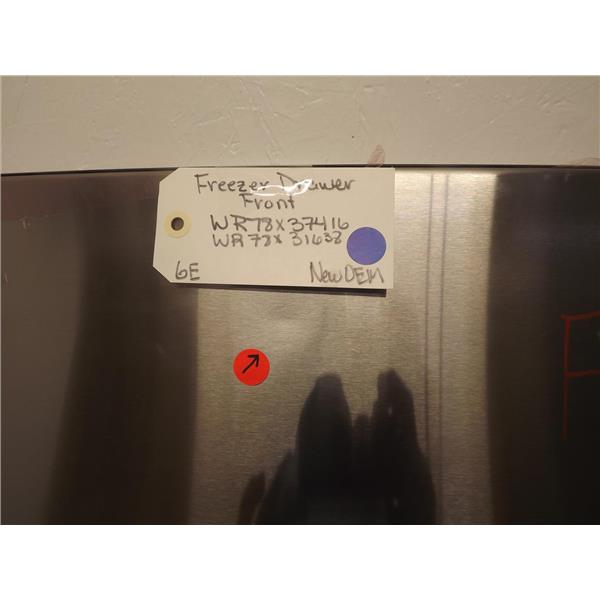 Freezer Drawer
Front
WR78X37416
WR78X31638
GE
New OEM
F